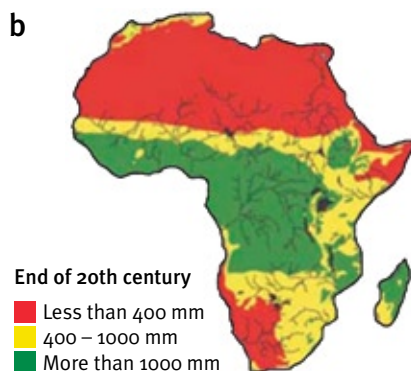 b
End of 20th century
Less than 400 mm
400 – 1000 mm
More than 1000 mm